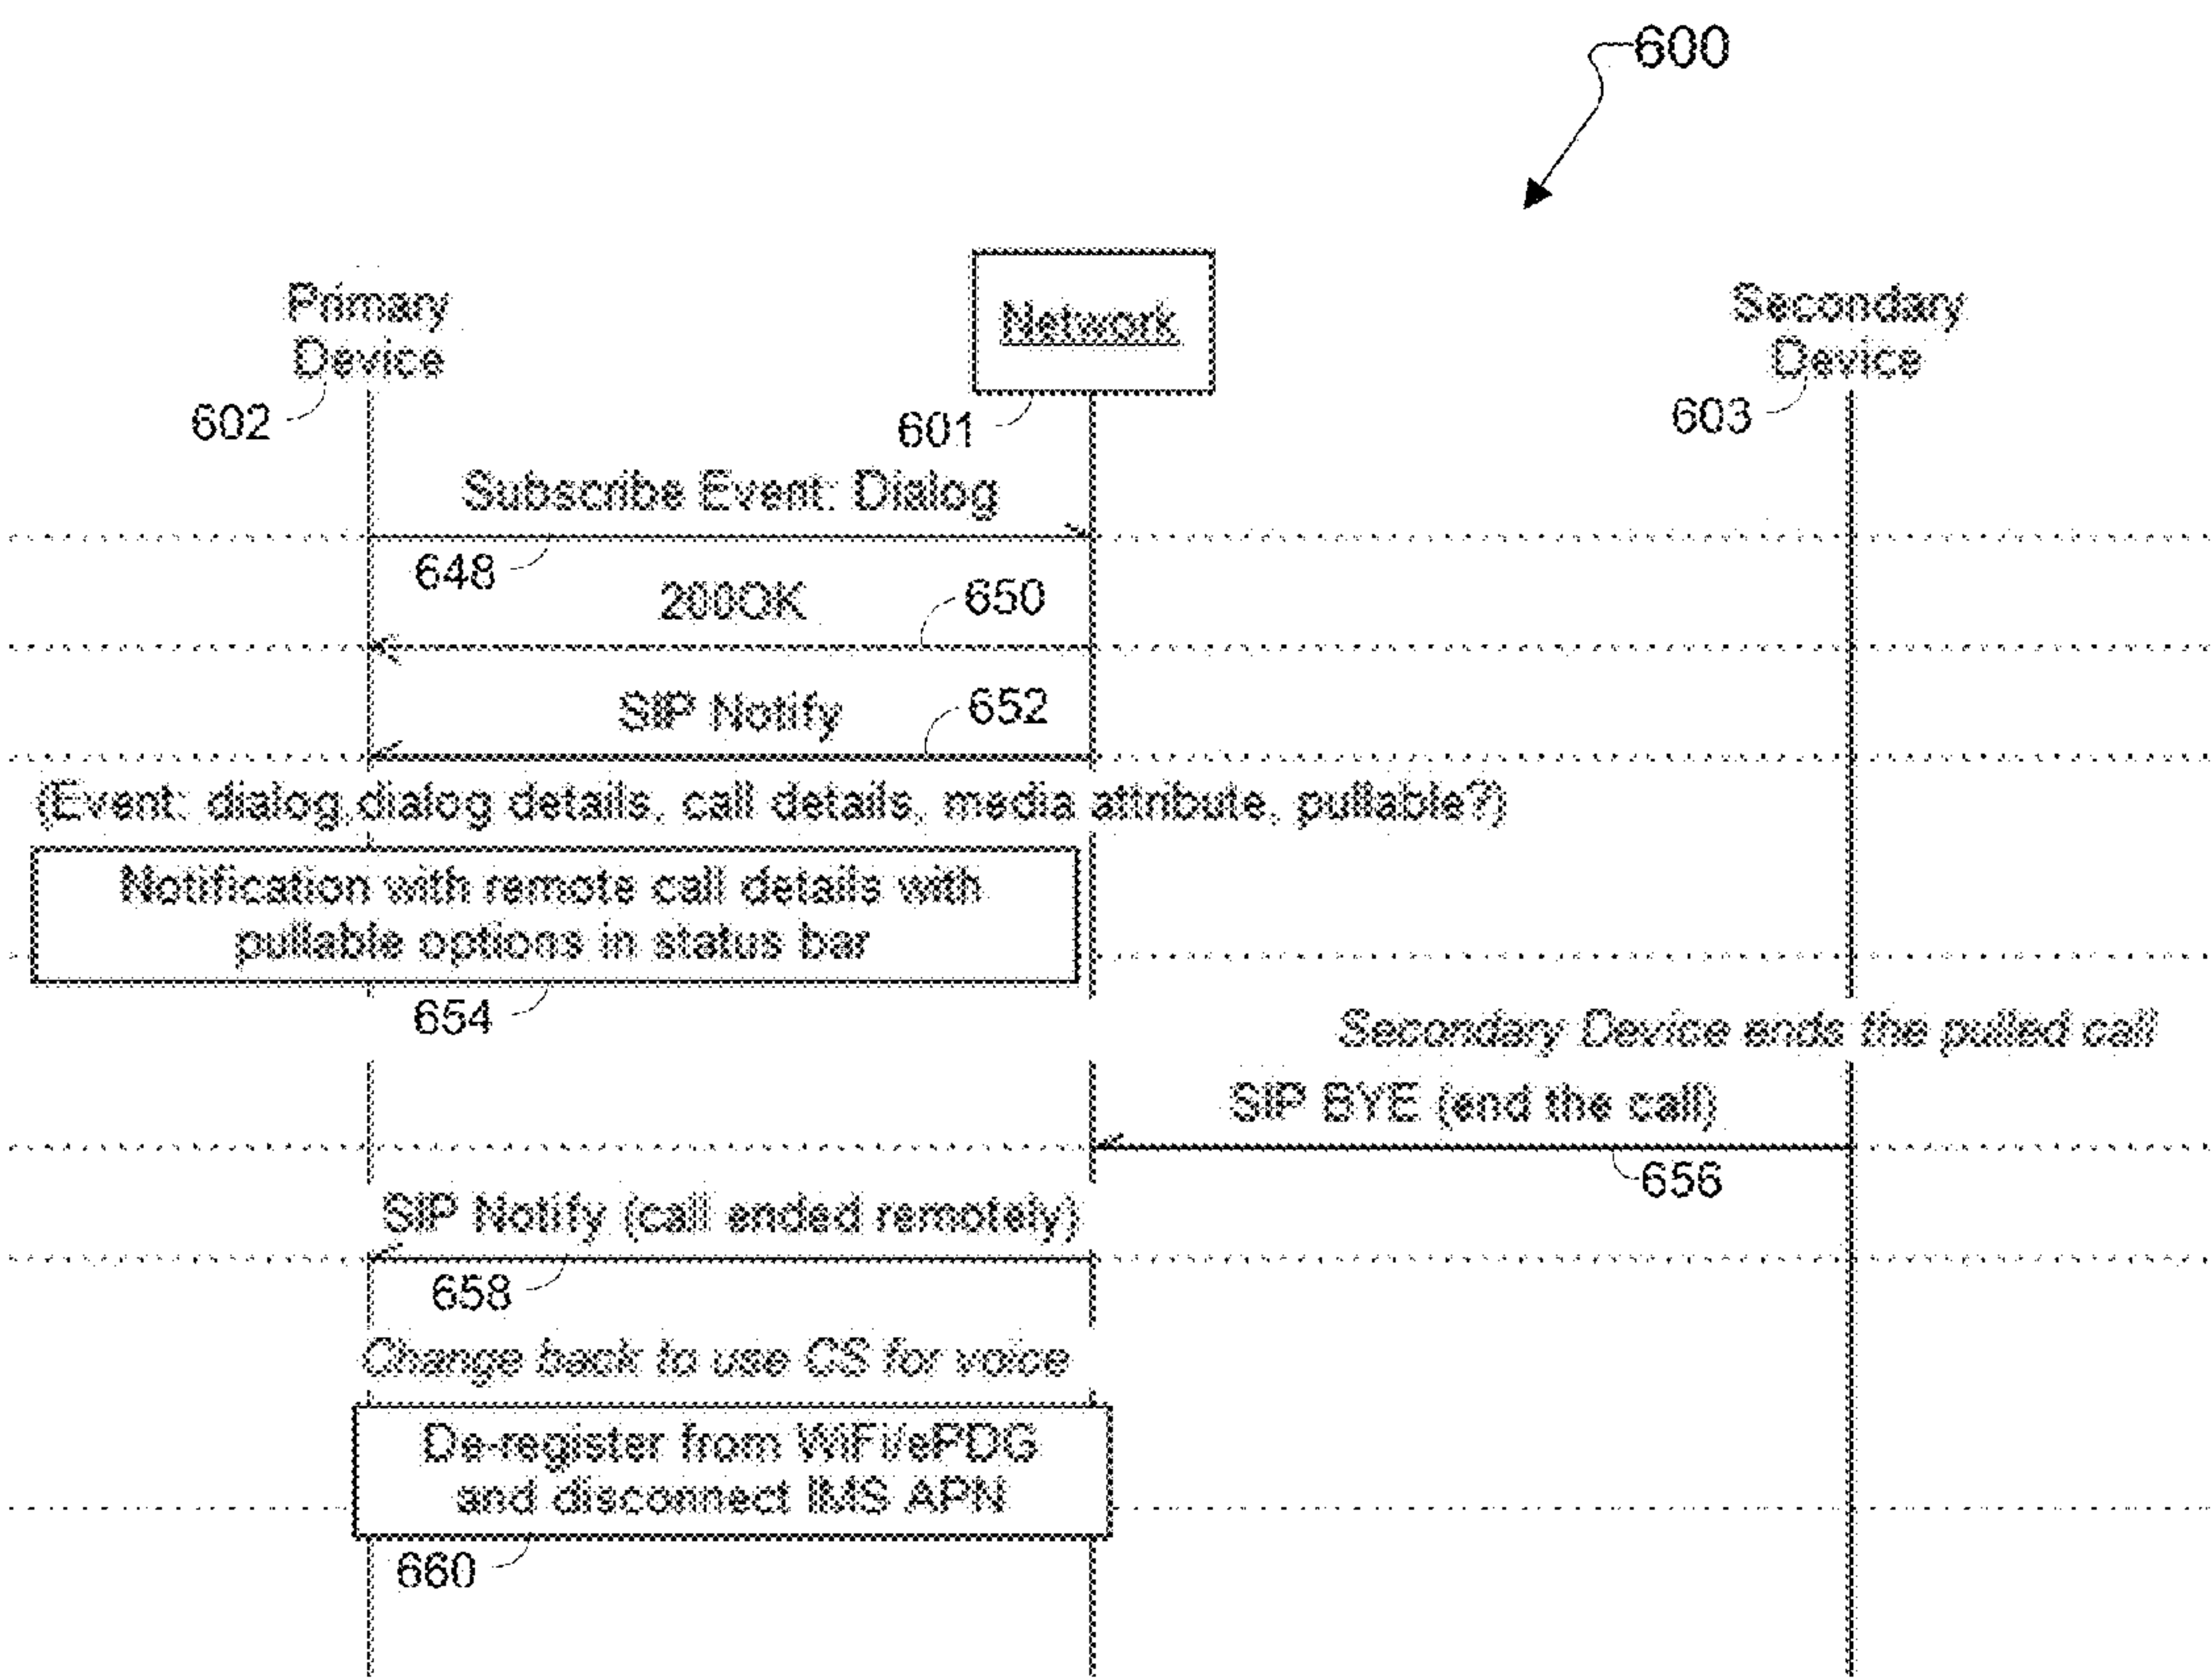 600
Primary
Device
602
Network
601
Secondary
Device
603
Subscribe Event: Dialog
648
200OK
650
SIP Notify
652
(Event: dialog,dialog details, call details, media attribute, pullable?)
Notification with remote call details with
pullable options in status bar
654
Secondary Device ends the pulled call
SIP BYE (end the call)
656
SIP Notify (call ended remotely)
658
Change back to use CS for voice
De-register from WiFi/ePDG
and disconnect IMS APN
660